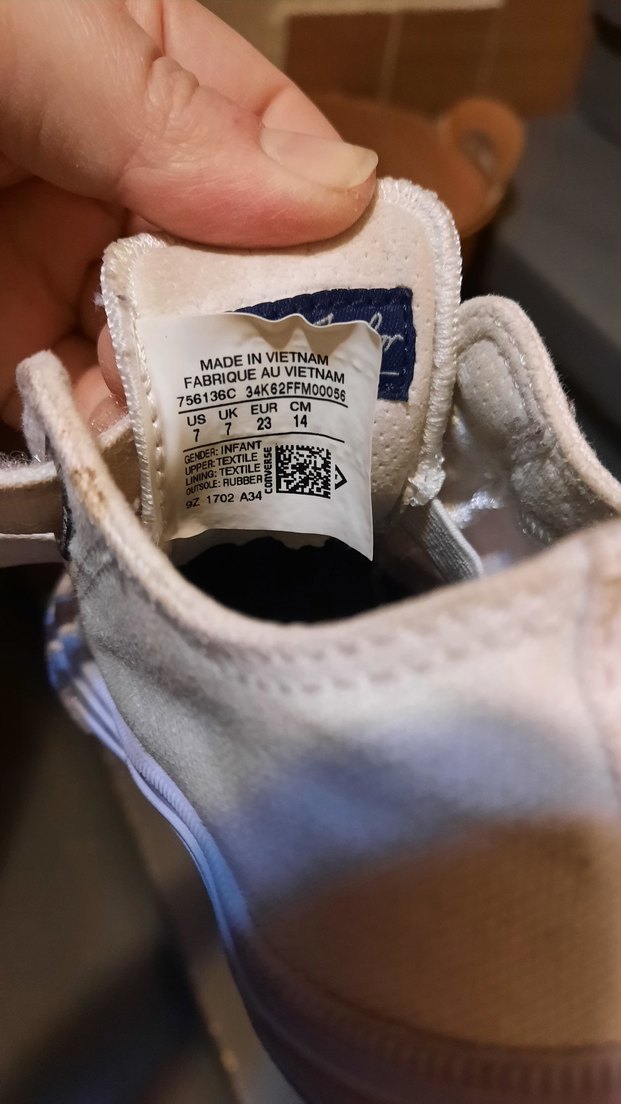 MADE IN VIETNAM
FABRIQUE AU VIETNAM
756136C 34K62FFM00056
US UK EUR CM
7 7 23 14
GENDER: INFANT
UPPER: TEXTILE
LINING: TEXTILE
OUTSOLE: RUBBER
CONVERSE
9Z 1702 A34